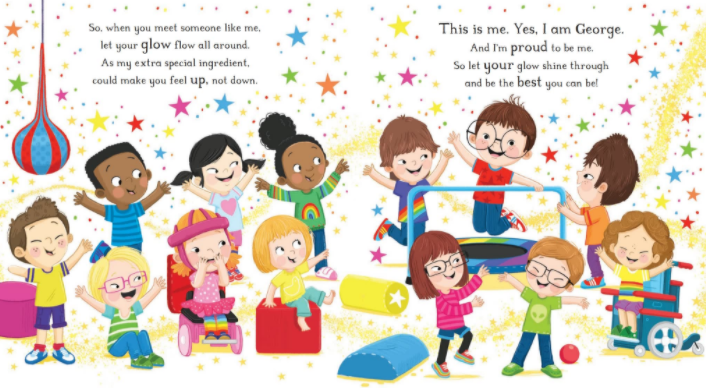 So, when you meet someone like me,
let your glow flow all around.
As my extra special ingredient,
could make you feel up, not down.
This is me. Yes, I am George.
And I'm proud to be me.
So let your glow shine through
and be the best you can be!